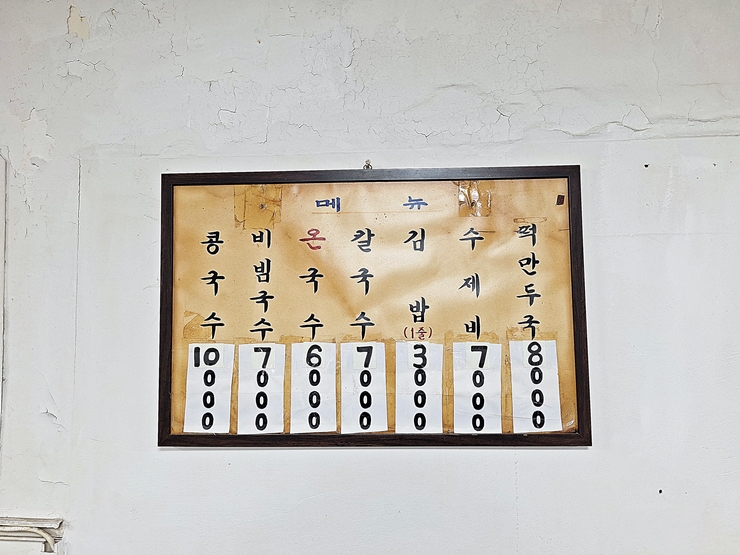 메뉴
콩국수
10000
비빔국수
7000
온국수
6000
칼국수
7000
김밥
(1줄)
3000
수제비
7000
떡만두국
8000